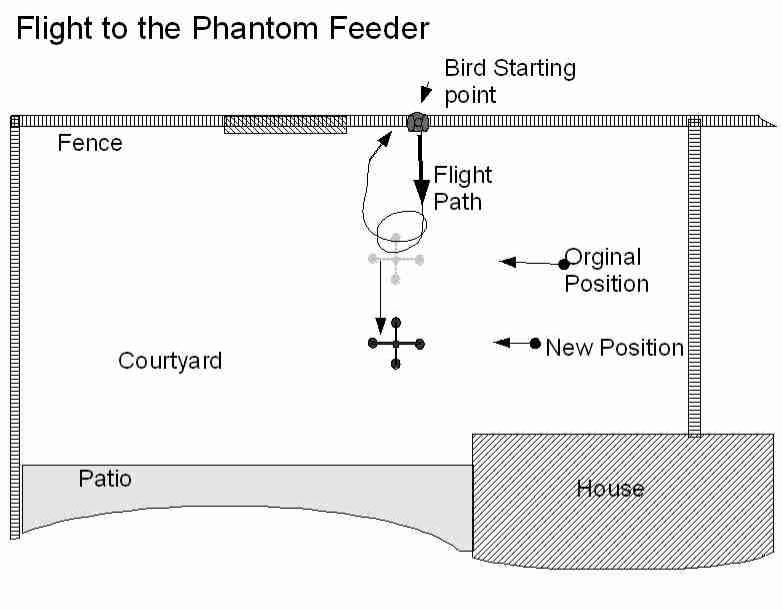 Flight to the Phantom Feeder
Bird Starting
point
Fence
Flight
Path
Orginal
Position
New Position
Courtyard
Patio
House